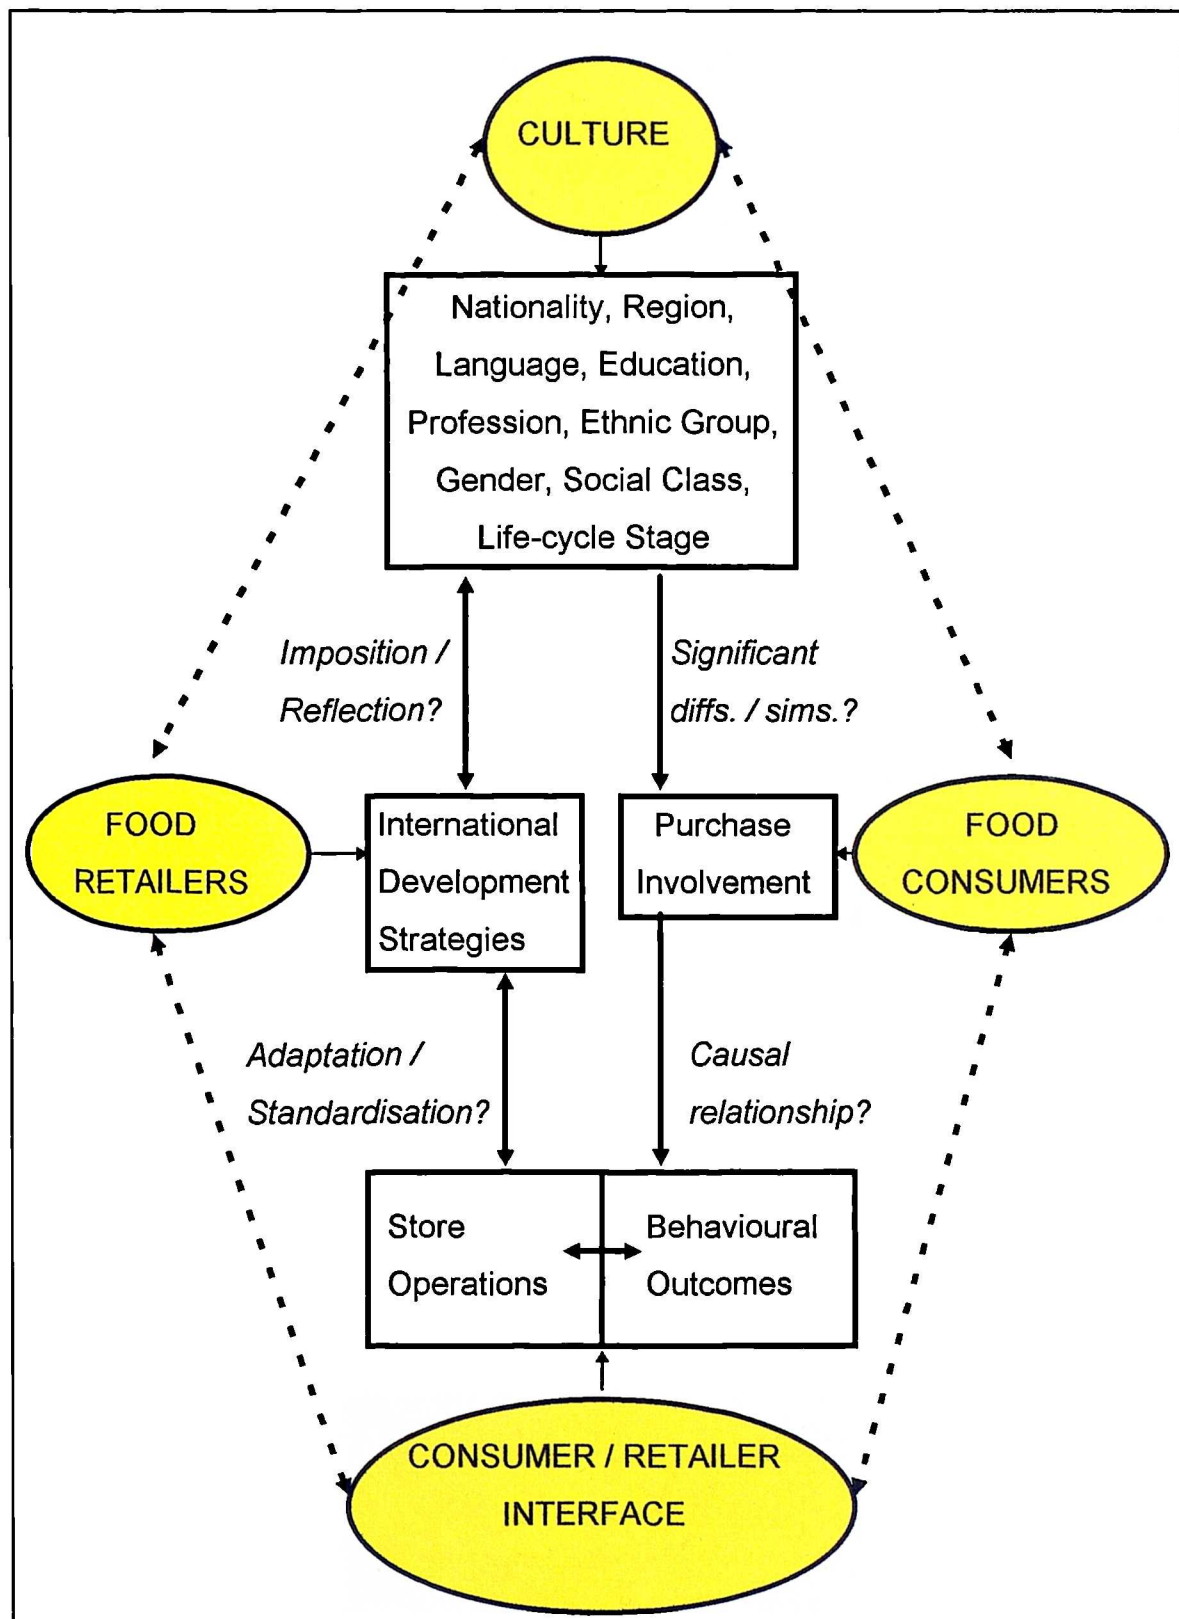 CULTURE
Nationality, Region,
Language, Education,
Profession, Ethnic Group,
Gender, Social Class,
Life-cycle Stage
Imposition /
Reflection?
Significant
diffs. / sims.?
FOOD
RETAILERS
International
Development
Strategies
Purchase
Involvement
FOOD
CONSUMERS
Adaptation /
Standardisation?
Causal
relationship?
Store
Operations
Behavioural
Outcomes
CONSUMER / RETAILER
INTERFACE